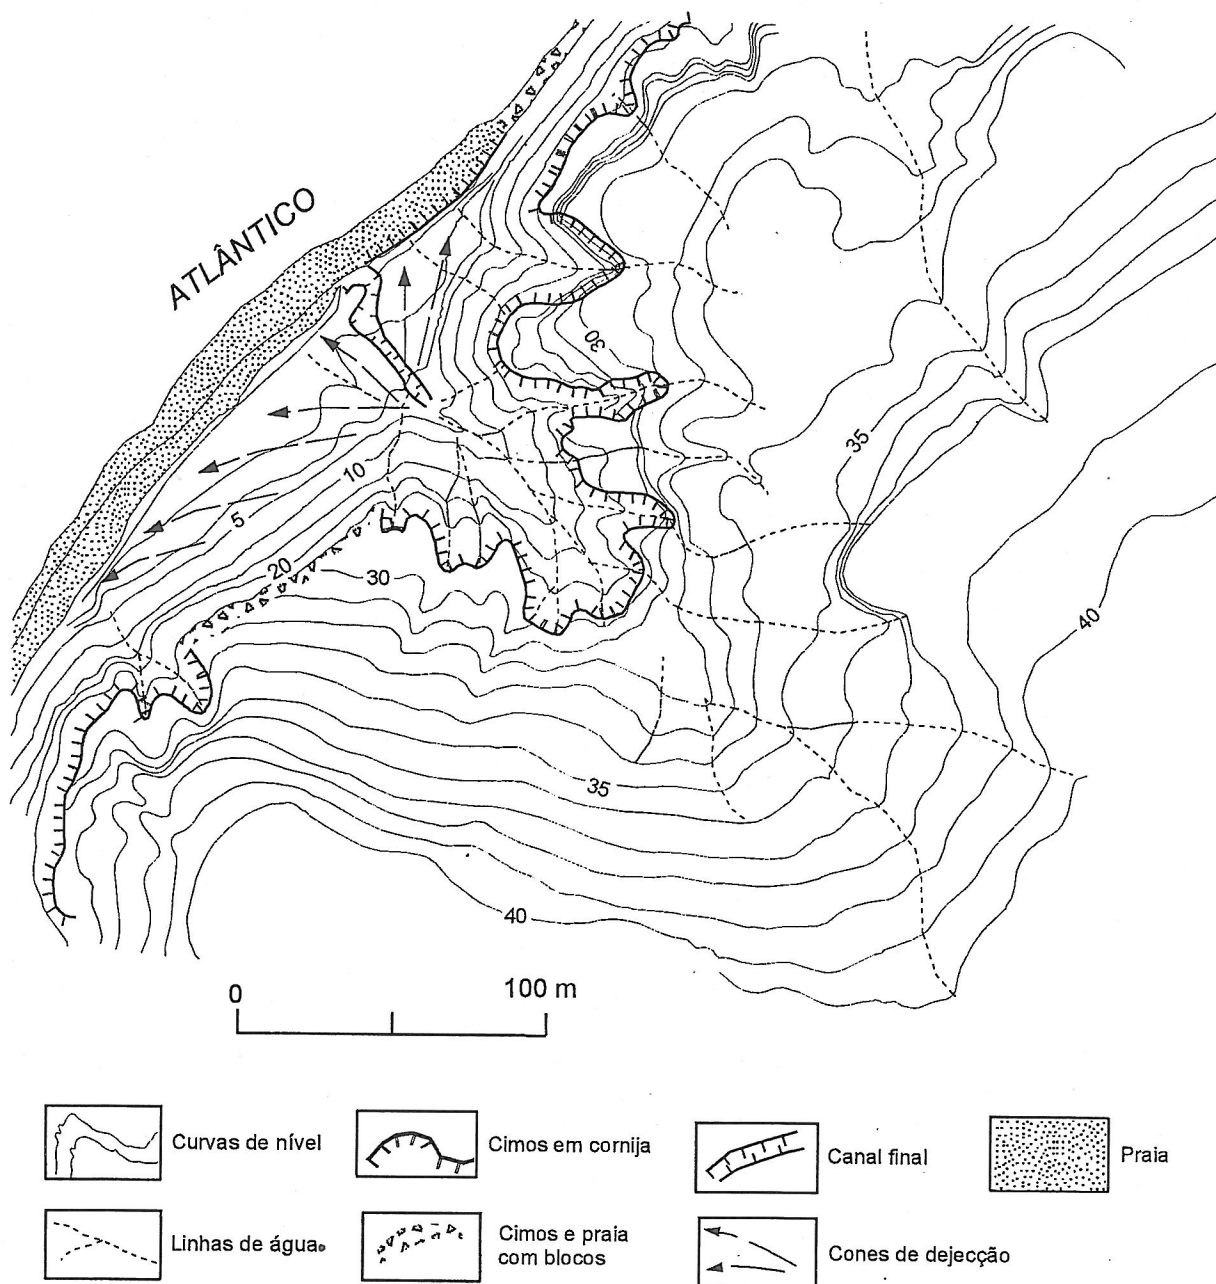 ATLÂNTICO
30
35
10
5
20
30
40
35
40
0
100 m
Curvas de nível
Cimos em cornija
Canal final
Praia
Linhas de água
Cimos e praia
com blocos
Cones de dejecção